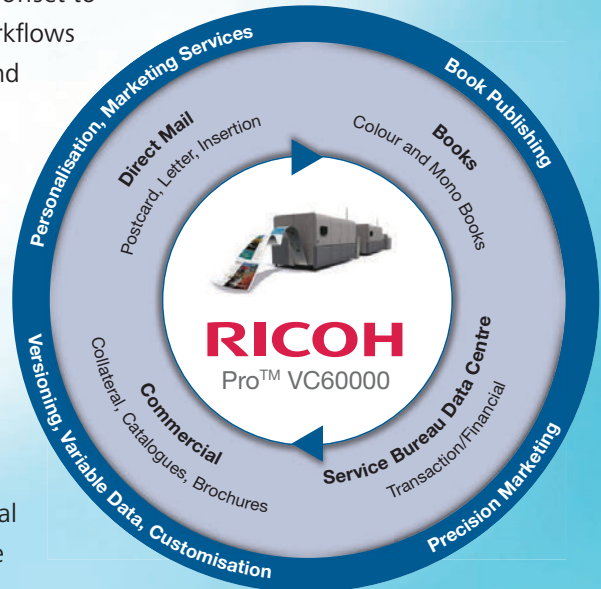 rkflows
nd
Personalisation, Marketing Services
Book Publishing
Direct Mail
Postcard, Letter, Insertion
Books
Colour and Mono Books
RICOH
Pro™ VC60000
Versioning, Variable Data, Customisation
Commercial
Collateral, Catalogues, Brochures
Service Bureau Data Centre
Transaction/Financial
Precision Marketing
al
e